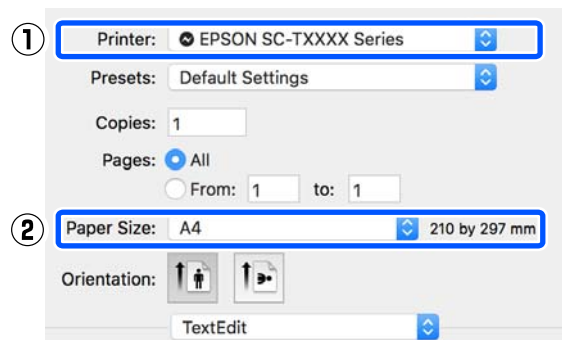 ① Printer: EPSON SC-TXXXX Series
Presets: Default Settings
Copies: 1
Pages: All
From: 1 to: 1
② Paper Size: A4 210 by 297 mm
Orientation:
TextEdit